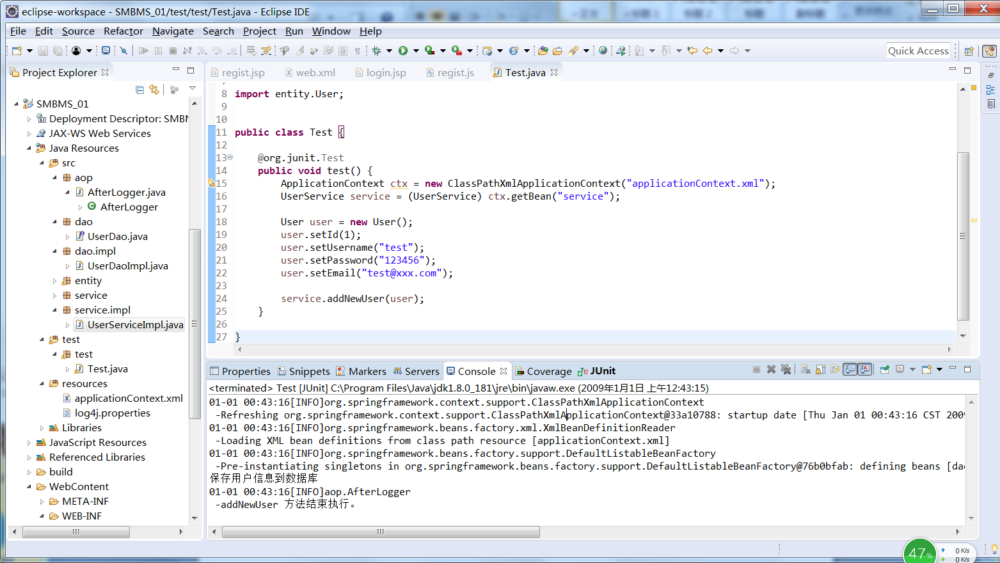 eclipse-workspace - SMBMS_01/test/test/Test.java - Eclipse IDE
File Edit Source Refactor Navigate Search Project Run Window Help
Quick Access
Project Explorer
regist.jsp web.xml login.jsp regist.js Test.java
SMBMS_01
Deployment Descriptor: SMBM
JAX-WS Web Services
Java Resources
src
aop
AfterLogger.java
AfterLogger
dao
UserDao.java
dao.impl
UserDaoImpl.java
entity
service
service.impl
UserServiceImpl.java
test
test
Test.java
resources
applicationContext.xml
log4j.properties
Libraries
JavaScript Resources
Referenced Libraries
build
WebContent
META-INF
WEB-INF
8 import entity.User;
9
10
11 public class Test {
12
13 @org.junit.Test
14 public void test() {
15 ApplicationContext ctx = new ClassPathXmlApplicationContext("applicationContext.xml");
16 UserService service = (UserService) ctx.getBean("service");
17
18 User user = new User();
19 user.setId(1);
20 user.setUsername("test");
21 user.setPassword("123456");
22 user.setEmail("test@xxx.com");
23
24 service.addNewUser(user);
25 }
26
27 }
Properties Snippets Markers Servers Console Coverage JUnit
<terminated> Test [JUnit] C:\Program Files\Java\jdk1.8.0_181\jre\bin\javaw.exe (2009年1月1日 上午12:43:15)
01-01 00:43:16[INFO]org.springframework.context.support.ClassPathXmlApplicationContext
-Refreshing org.springframework.context.support.ClassPathXmlApplicationContext@33a10788: startup date [Thu Jan 01 00:43:16 CST 2009
01-01 00:43:16[INFO]org.springframework.beans.factory.xml.XmlBeanDefinitionReader
-Loading XML bean definitions from class path resource [applicationContext.xml]
01-01 00:43:16[INFO]org.springframework.beans.factory.support.DefaultListableBeanFactory
-Pre-instantiating singletons in org.springframework.beans.factory.support.DefaultListableBeanFactory@76b0bfab: defining beans [dao
保存用户信息到数据库
01-01 00:43:16[INFO]aop.AfterLogger
-addNewUser 方法结束执行。
47%
0 K/s
0 K/s